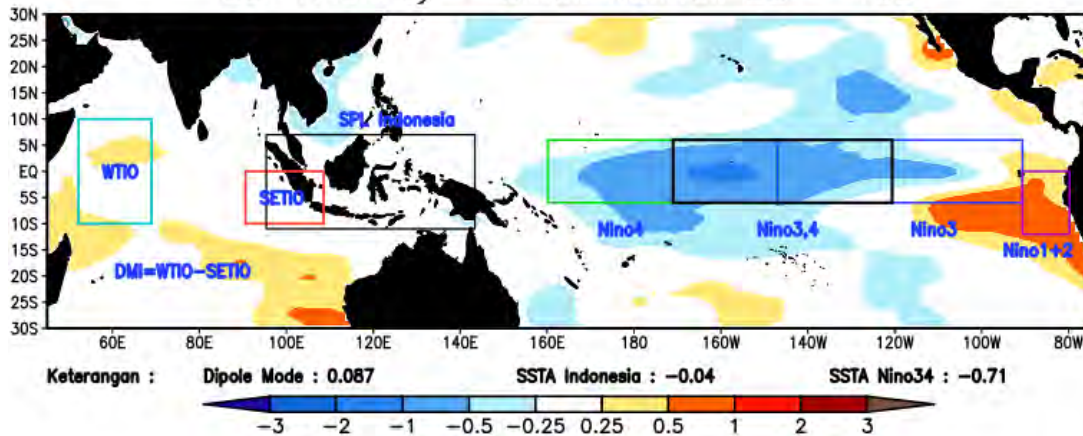 30N
25N
20N
15N
10N
5N
EQ
5S
10S
15S
20S
25S
30S
SPL Indonesia
WTIO
SETIO
Nino4
Nino3,4
Nino3
Nino1+2
DMI=WTIO-SETIO
60E 80E 100E 120E 140E 160E 180 160W 140W 120W 100W 80W
Keterangan : Dipole Mode : 0.087 SSTA Indonesia : -0.04 SSTA Nino34 : -0.71
-3 -2 -1 -0.5 -0.25 0.25 0.5 1 2 3